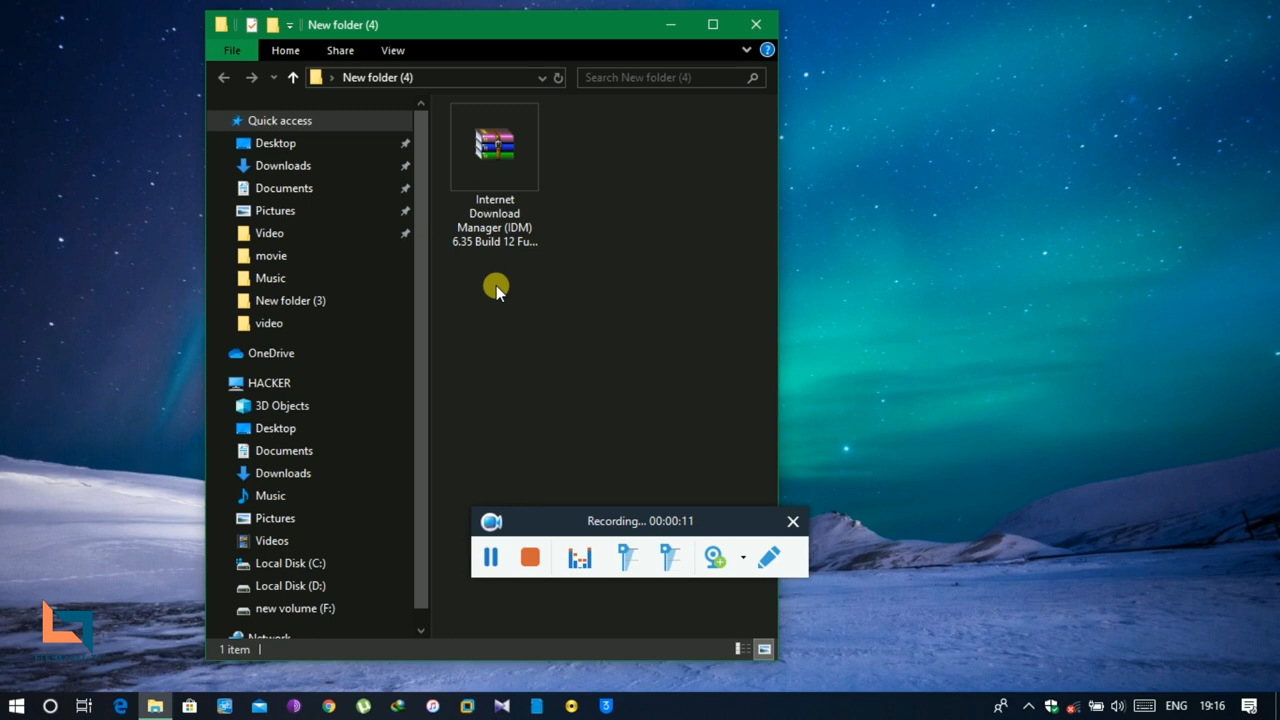 New folder (4)
File
Home
Share
View
New folder (4)
Search New folder (4)
Quick access
Desktop
Downloads
Documents
Pictures
Video
movie
Music
New folder (3)
video
OneDrive
HACKER
3D Objects
Desktop
Documents
Downloads
Music
Pictures
Videos
Local Disk (C:)
Local Disk (D:)
new volume (F:)
Network
Internet
Download
Manager (IDM)
6.35 Build 12 Fu...
Recording... 00:00:11
1 item
ENG
19:16